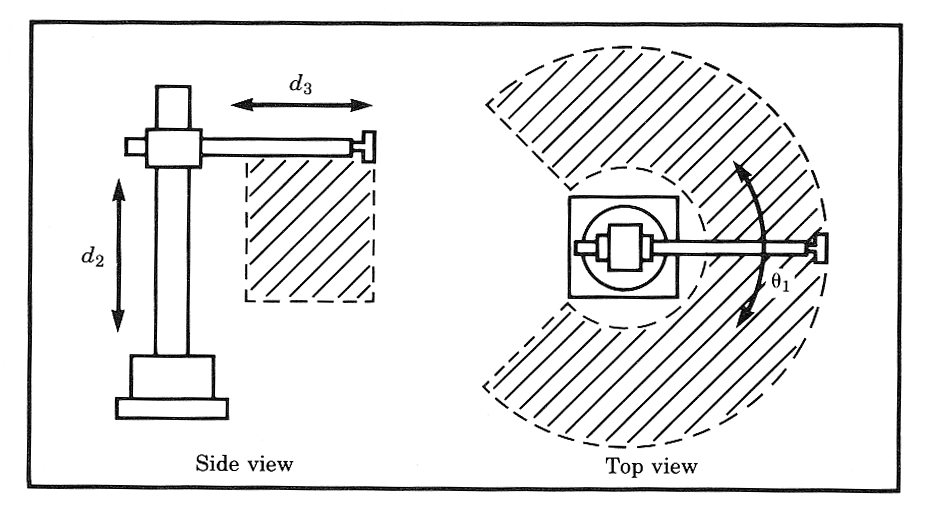 d₃
d₂
θ₁
Side view
Top view